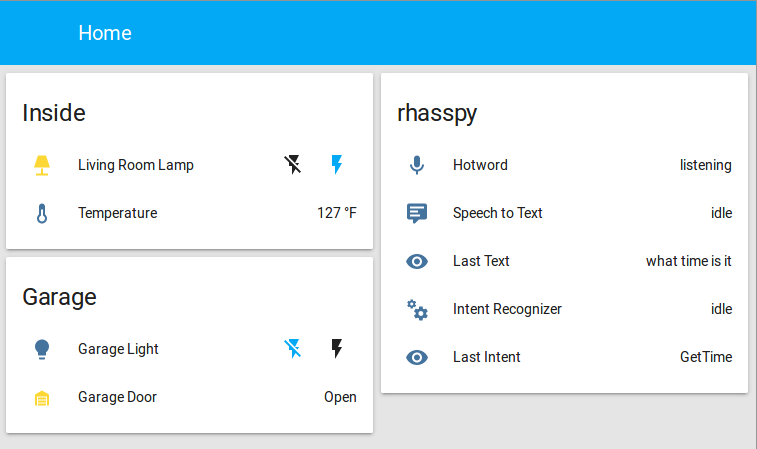 Home
Inside
Living Room Lamp
Temperature 127 °F
Garage
Garage Light
Garage Door Open
rhasspy
Hotword listening
Speech to Text idle
Last Text what time is it
Intent Recognizer idle
Last Intent GetTime